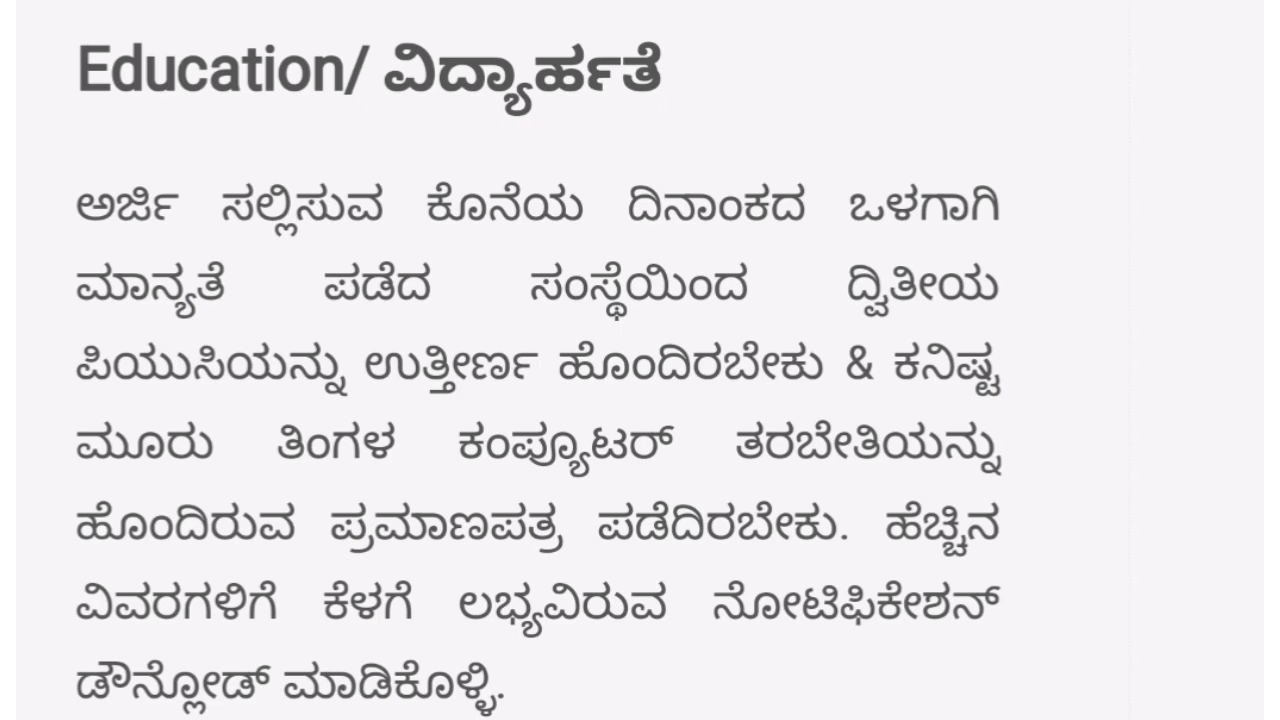 Education/ ವಿದ್ಯಾರ್ಹತೆ
ಅರ್ಜಿ ಸಲ್ಲಿಸುವ ಕೊನೆಯ ದಿನಾಂಕದ ಒಳಗಾಗಿ
ಮಾನ್ಯತೆ ಪಡೆದ ಸಂಸ್ಥೆಯಿಂದ ದ್ವಿತೀಯ
ಪಿಯುಸಿಯನ್ನು ಉತ್ತೀರ್ಣ ಹೊಂದಿರಬೇಕು & ಕನಿಷ್ಟ
ಮೂರು ತಿಂಗಳ ಕಂಪ್ಯೂಟರ್ ತರಬೇತಿಯನ್ನು
ಹೊಂದಿರುವ ಪ್ರಮಾಣಪತ್ರ ಪಡೆದಿರಬೇಕು. ಹೆಚ್ಚಿನ
ವಿವರಗಳಿಗೆ ಕೆಳಗೆ ಲಭ್ಯವಿರುವ ನೋಟಿಫಿಕೇಶನ್
ಡೌನ್ಲೋಡ್ ಮಾಡಿಕೊಳ್ಳಿ.